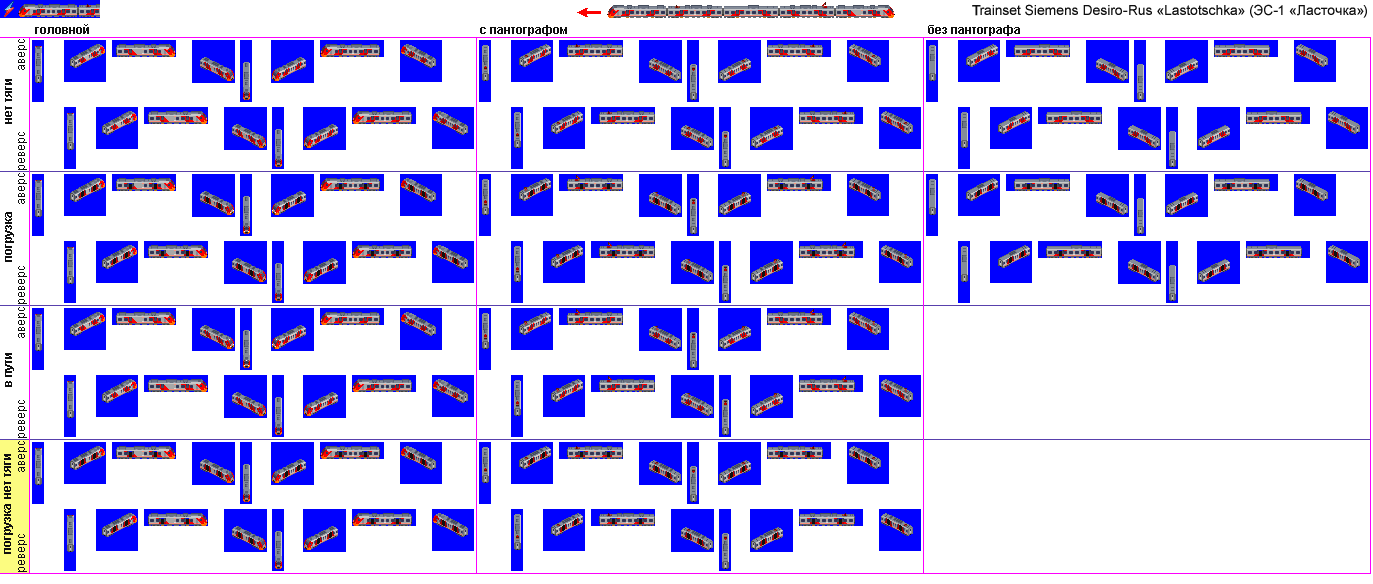 Trainset Siemens Desiro-Rus «Lastotschka» (ЭС-1 «Ласточка»)
головной с пантографом без пантографа
нет тяги аверс
реверс
погрузка аверс
реверс
в пути аверс
реверс
погрузка нет тяги аверс
реверс